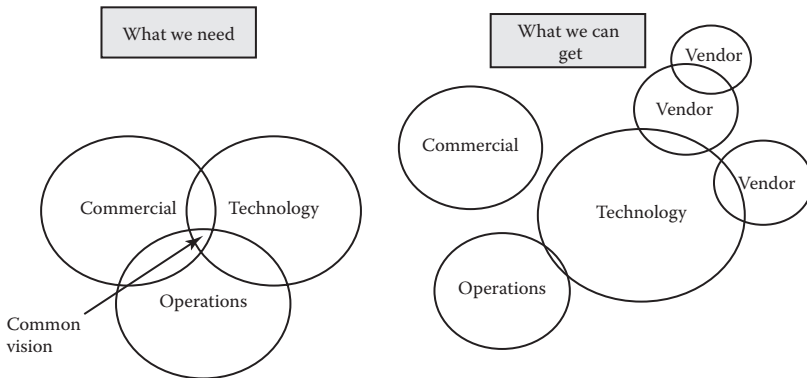 What we need
Commercial
Technology
Operations
Common
vision
What we can
get
Vendor
Vendor
Commercial
Vendor
Technology
Operations